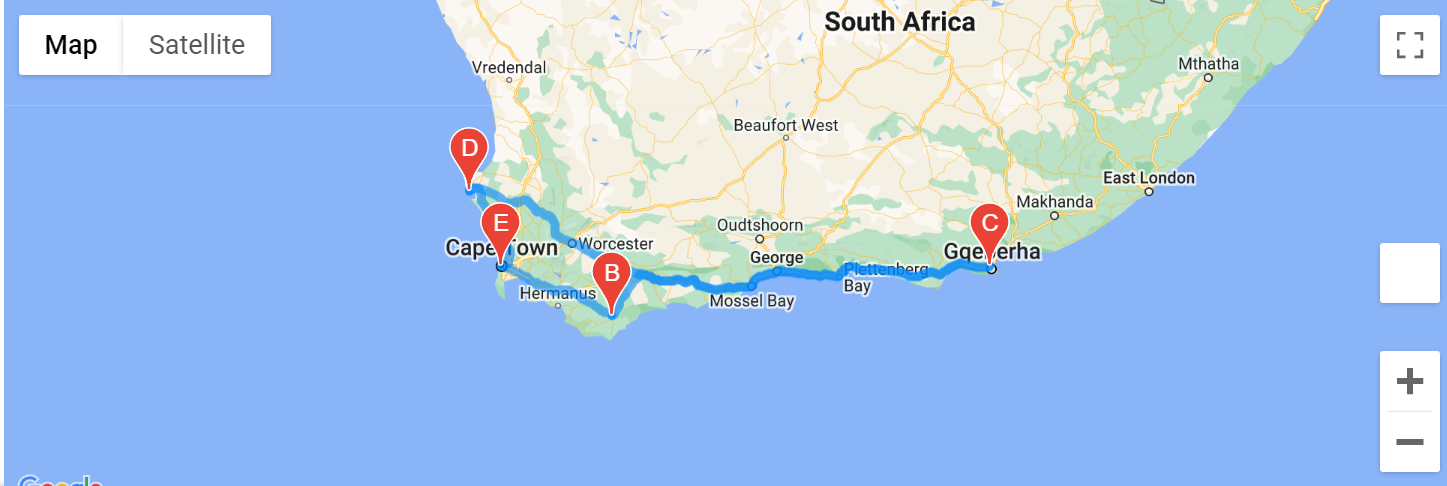 South Africa
Map Satellite
Vredendal
Mthatha
Beaufort West
D
East London
Makhanda
E
C
Oudtshoorn
Cape Town
Worcester
Gqeberha
George
B
Plettenberg
Bay
Hermanus
Mossel Bay
Google